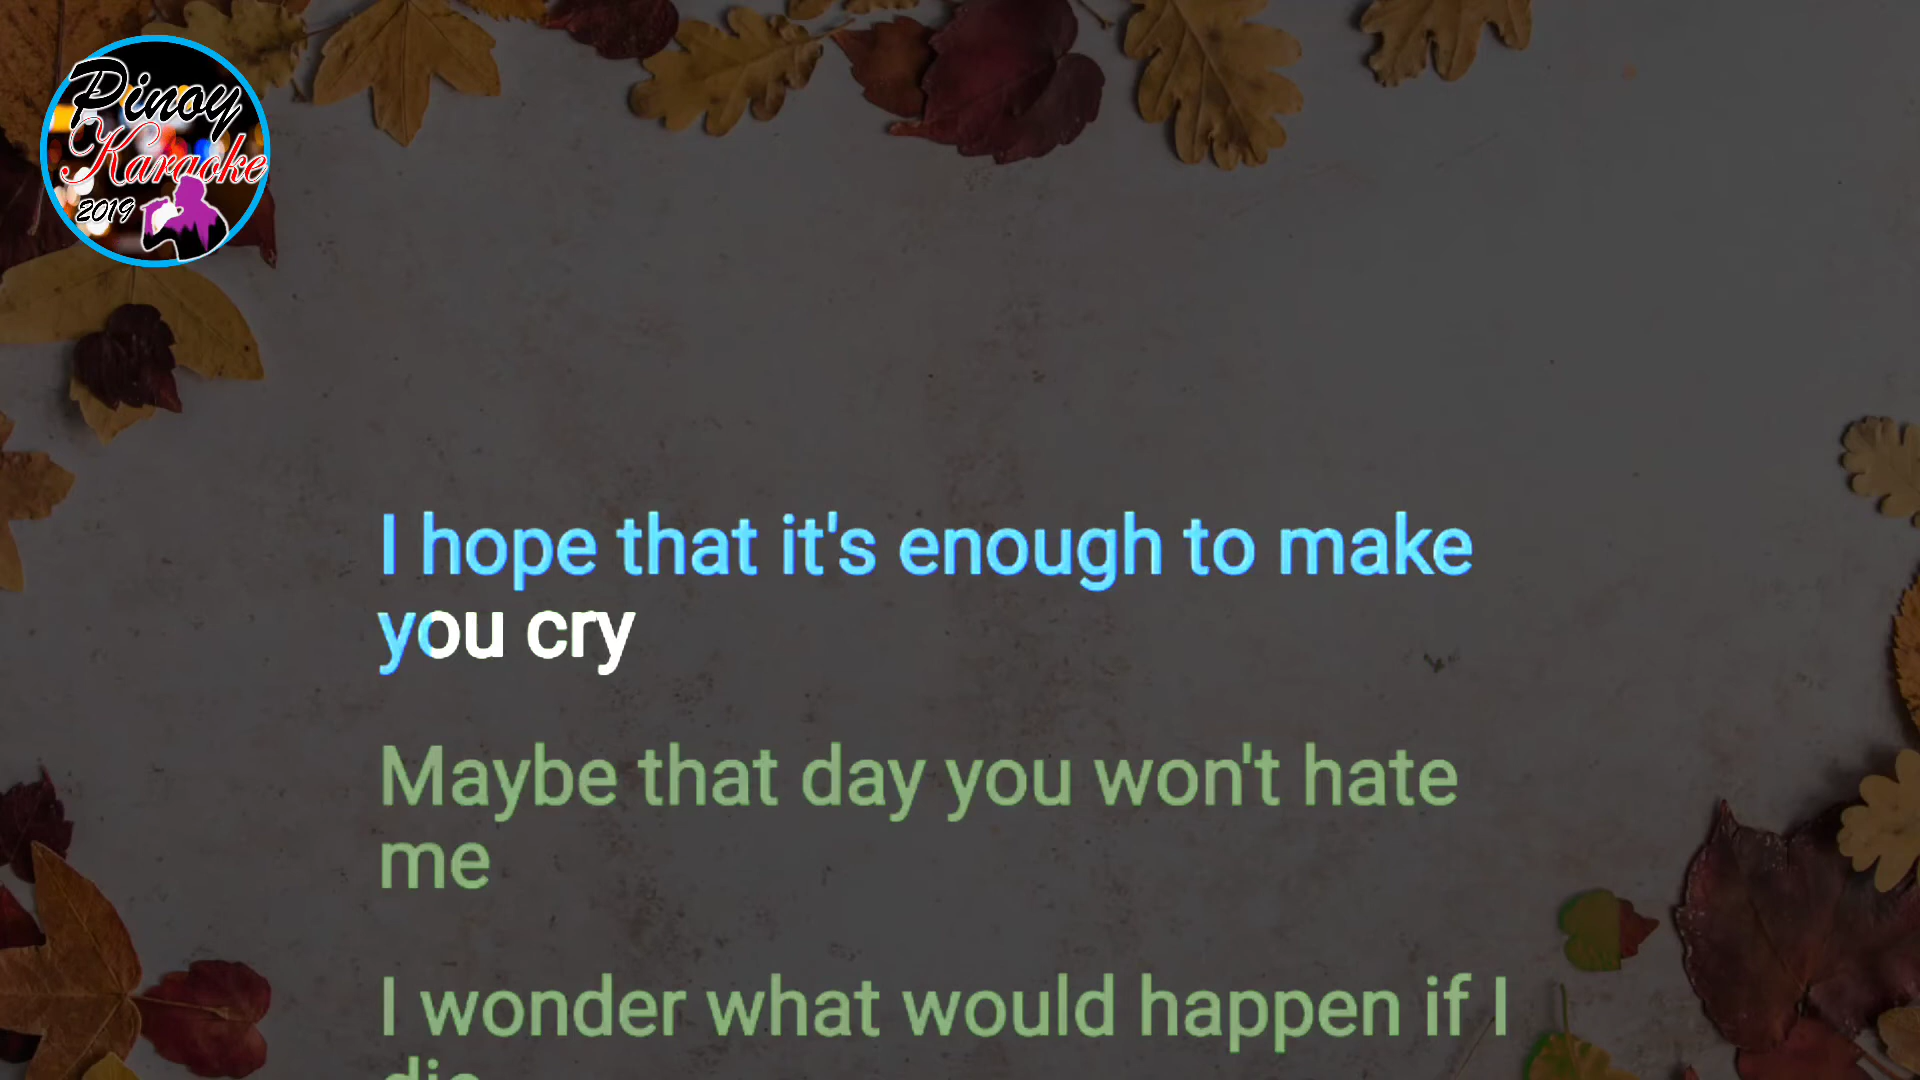 Pinoy
Karaoke
2019
I hope that it's enough to make
you cry
Maybe that day you won't hate
me
I wonder what would happen if I